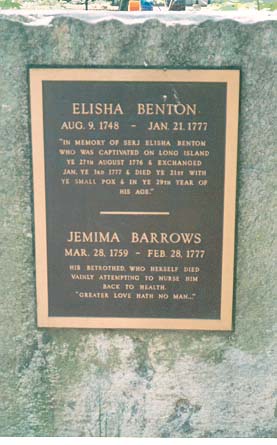 ELISHA BENTON
AUG. 9. 1748 - JAN. 21. 1777
"IN MEMORY OF SERJ ELISHA BENTON
WHO WAS CAPTIVATED ON LONG ISLAND
YE 27TH AUGUST 1776 & EXCHANGED
JAN. YE 3RD 1777 & DIED YE 21ST WITH
YE SMALL POX & IN YE 29TH YEAR OF
HIS AGE."
JEMIMA BARROWS
MAR. 28. 1759 - FEB. 28. 1777
HIS BETROTHED, WHO HERSELF DIED
VAINLY ATTEMPTING TO NURSE HIM
BACK TO HEALTH.
"GREATER LOVE HATH NO MAN..."